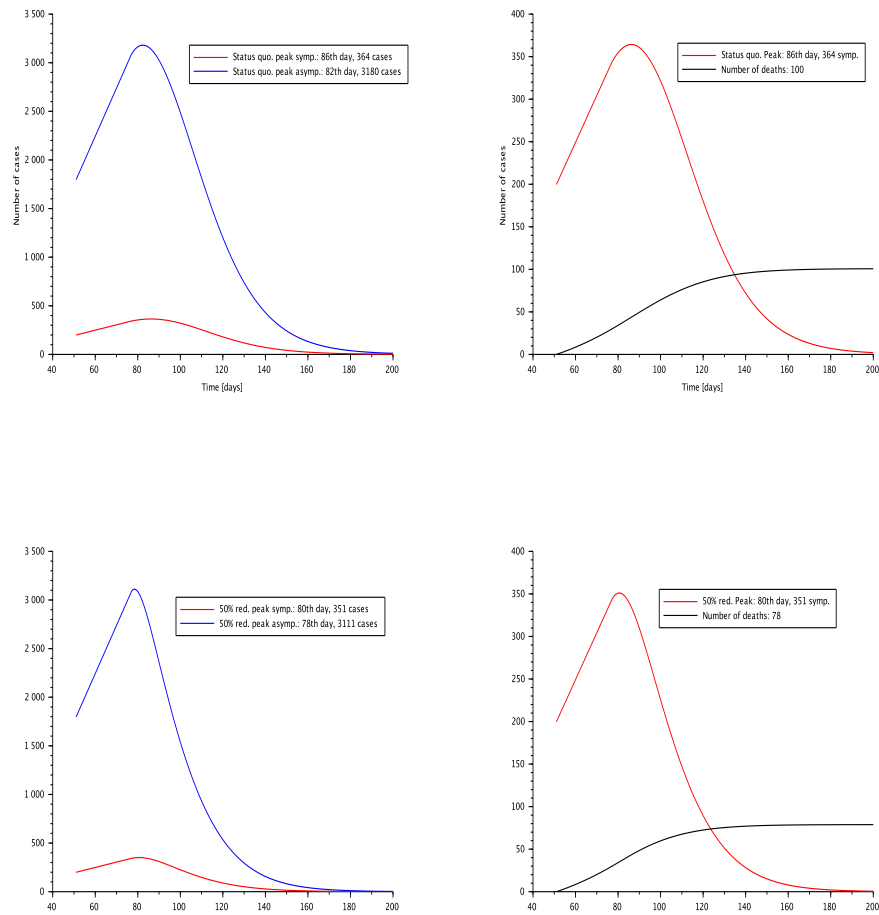 3 500
3 000
2 500
2 000
1 500
1 000
500
0
Number of cases
Status quo. peak symp.: 86th day, 364 cases
Status quo. peak asymp.: 82th day, 3180 cases
40 60 80 100 120 140 160 180 200
Time [days]
400
350
300
250
200
150
100
50
0
Number of cases
Status quo. Peak: 86th day, 364 symp.
Number of deaths: 100
40 60 80 100 120 140 160 180 200
Time [days]
3 500
3 000
2 500
2 000
1 500
1 000
500
0
50% red. peak symp.: 80th day, 351 cases
50% red. peak asymp.: 78th day, 3111 cases
40 60 80 100 120 140 160 180 200
400
350
300
250
200
150
100
50
0
50% red. Peak: 80th day, 351 symp.
Number of deaths: 78
40 60 80 100 120 140 160 180 200